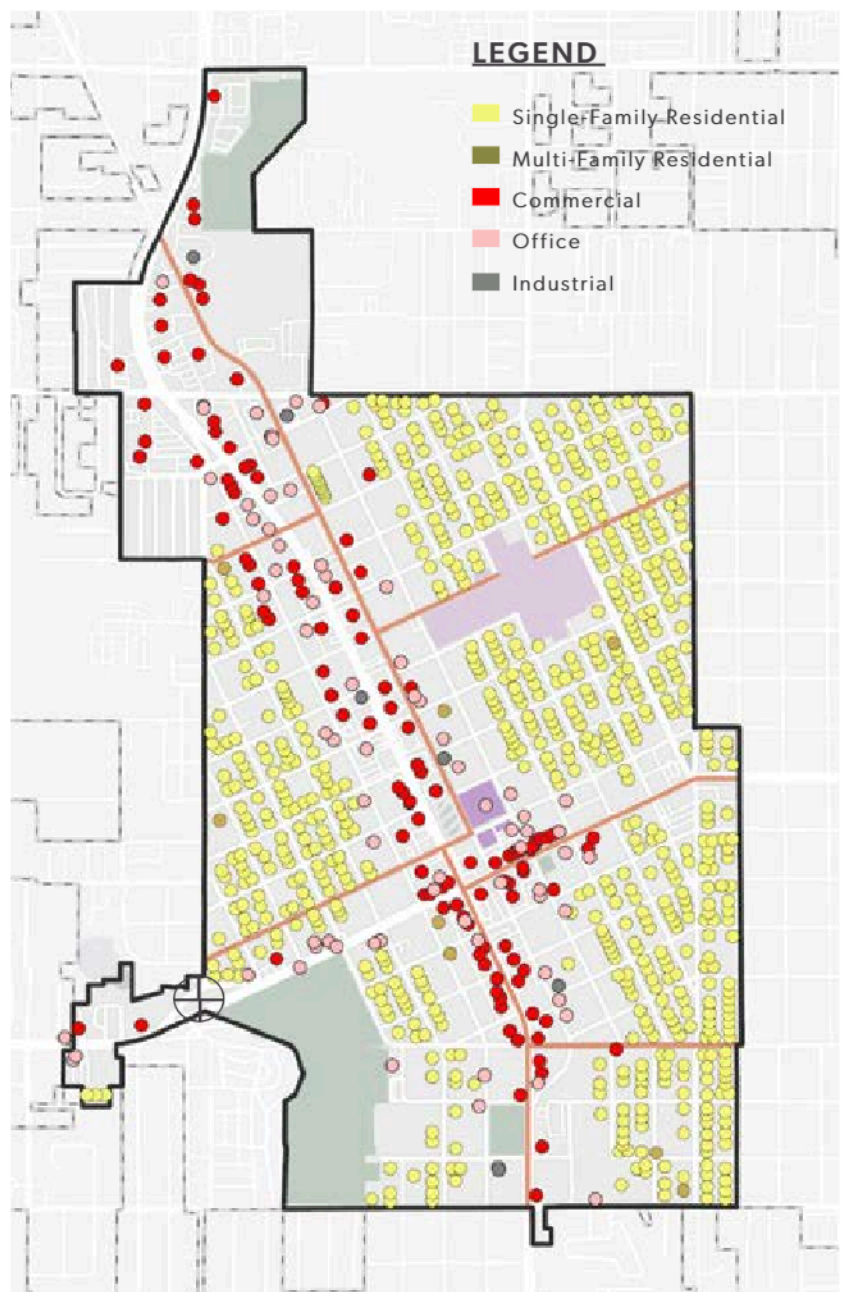 LEGEND
Single-Family Residential
Multi-Family Residential
Commercial
Office
Industrial